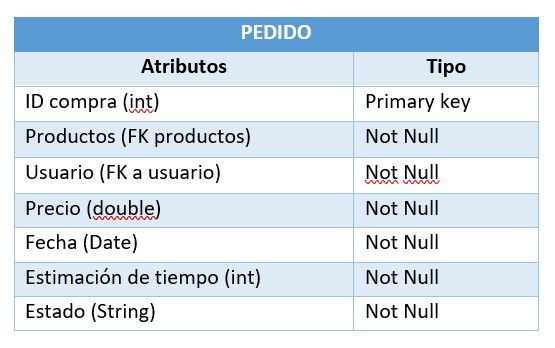 PEDIDO
Atributos Tipo
ID compra (int) Primary key
Productos (FK productos) Not Null
Usuario (FK a usuario) Not Null
Precio (double) Not Null
Fecha (Date) Not Null
Estimación de tiempo (int) Not Null
Estado (String) Not Null